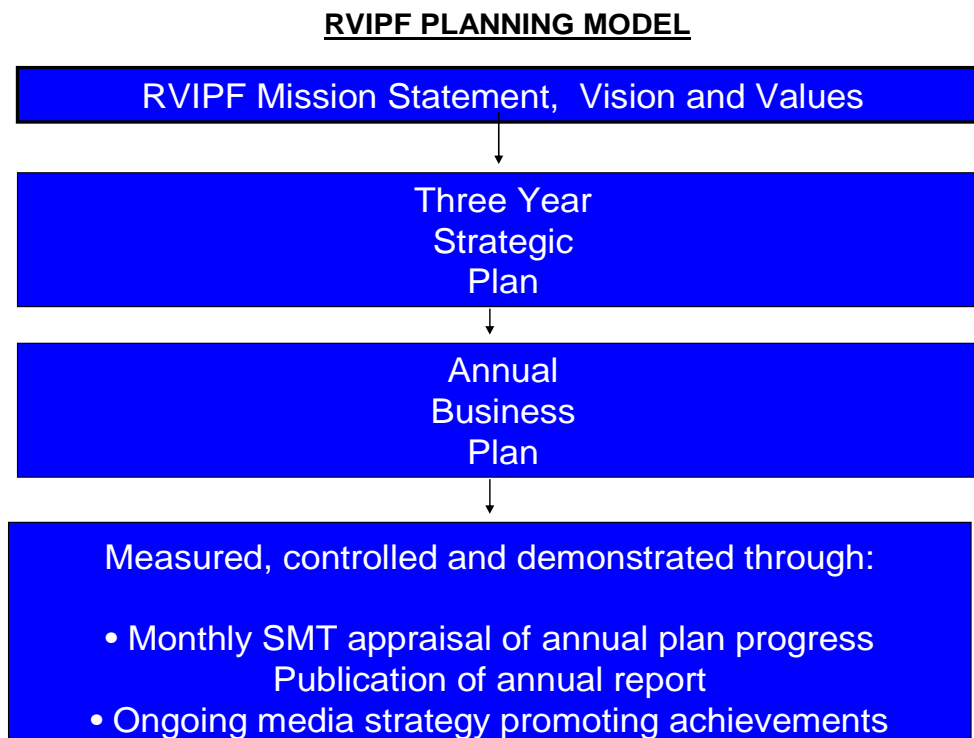 RVIPF PLANNING MODEL
RVIPF Mission Statement, Vision and Values
Three Year
Strategic
Plan
Annual
Business
Plan
Measured, controlled and demonstrated through:
• Monthly SMT appraisal of annual plan progress
Publication of annual report
• Ongoing media strategy promoting achievements